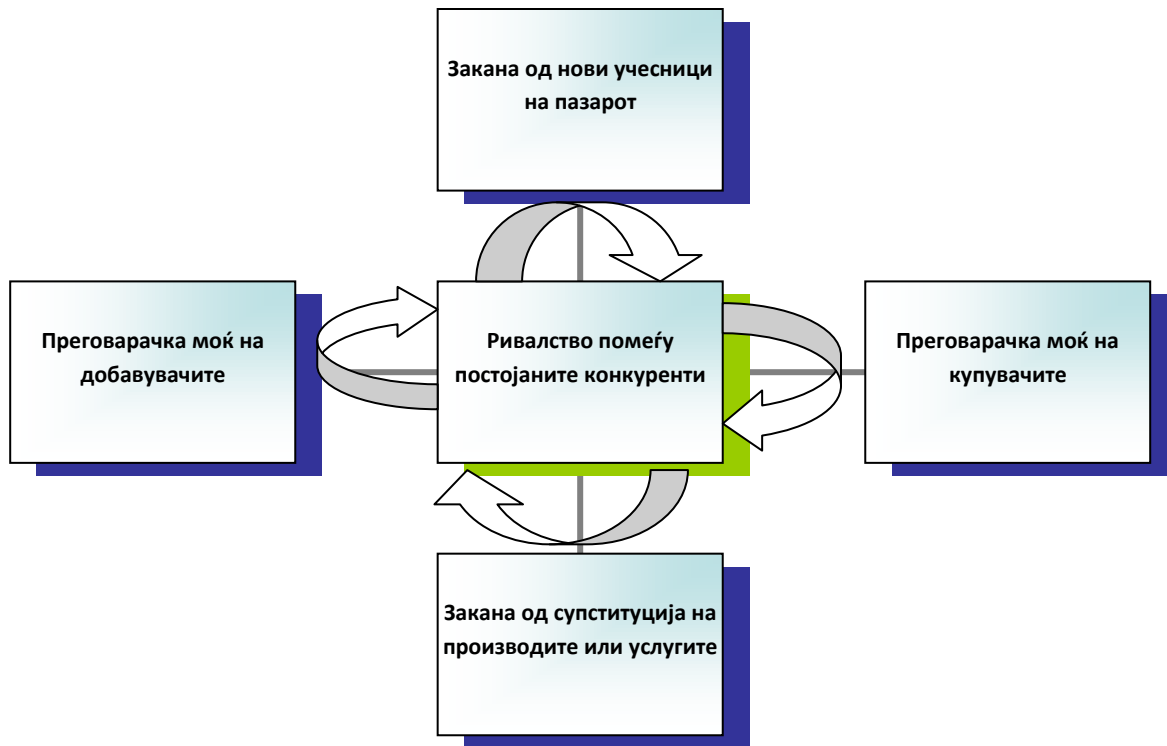 Закана од нови учесници
на пазарот
Преговарачка моќ на
добавувачите
Ривалство помеѓу
постојаните конкуренти
Преговарачка моќ на
купувачите
Закана од супституција на
производите или услугите